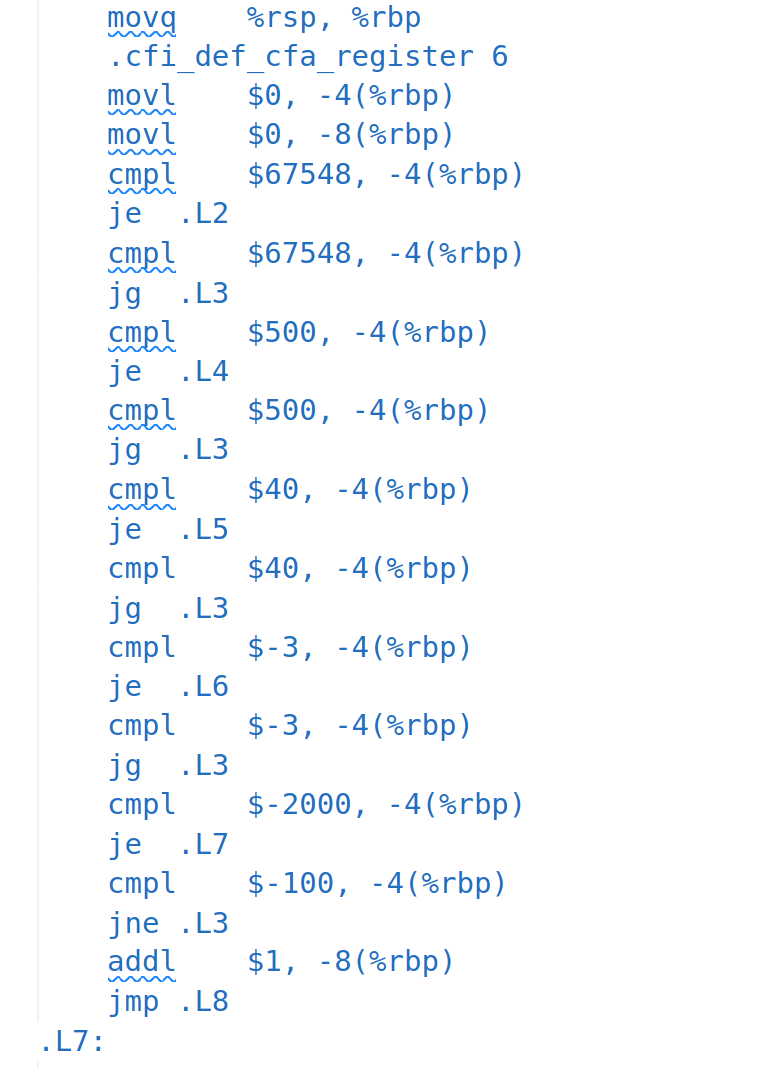 movq    %rsp, %rbp
.cfi_def_cfa_register 6
movl    $0, -4(%rbp)
movl    $0, -8(%rbp)
cmpl    $67548, -4(%rbp)
je  .L2
cmpl    $67548, -4(%rbp)
jg  .L3
cmpl    $500, -4(%rbp)
je  .L4
cmpl    $500, -4(%rbp)
jg  .L3
cmpl    $40, -4(%rbp)
je  .L5
cmpl    $40, -4(%rbp)
jg  .L3
cmpl    $-3, -4(%rbp)
je  .L6
cmpl    $-3, -4(%rbp)
jg  .L3
cmpl    $-2000, -4(%rbp)
je  .L7
cmpl    $-100, -4(%rbp)
jne .L3
addl    $1, -8(%rbp)
jmp .L8
.L7: